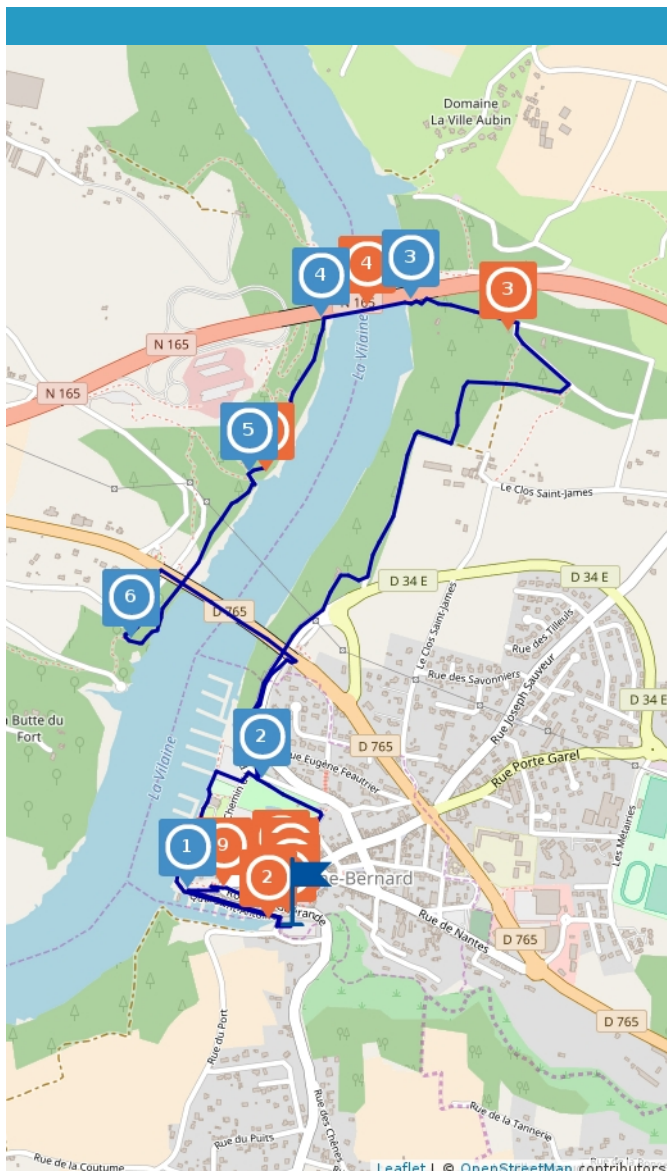 Domaine
La Ville Aubin
3
4
4
3
N 165
La Vilaine
N 165
N 165
5
Le Clos Saint-James
D 34 E
D 34 E
6
D 765
Rue des Tilleuls
Le Clos Saint-James
Rue des Savonniers
Rue Joseph Sauveur
D 34 E
Butte du
Fort
La Vilaine
2
Rue Eugène Feautrier
D 765
Rue Porte Garel
Chemin
1
9
2
ne-Bernard
Les Métairies
Rue de Nantes
D 765
D 765
Rue du Port
Rue des Chênes
Rue de la Tannerie
Rue du Puits
Rue de la Coutume
Leaflet | © OpenStreetMap contributors